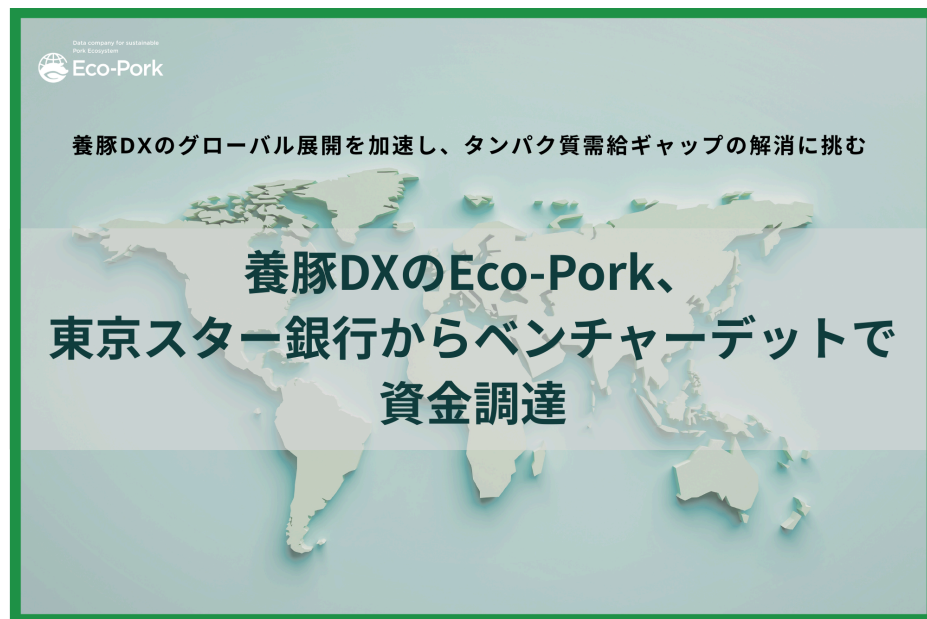 Data company for sustainable
Pork Ecosystem
Eco-Pork
養豚DXのグローバル展開を加速し、タンパク質需給ギャップの解消に挑む
養豚DXのEco-Pork、
東京スター銀行からベンチャーデットで
資金調達